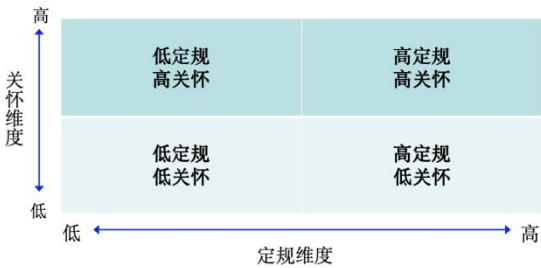 高
低定规 高定规
高关怀 高关怀
关怀维度
低定规 高定规
低关怀 低关怀
低
低 高
定规维度